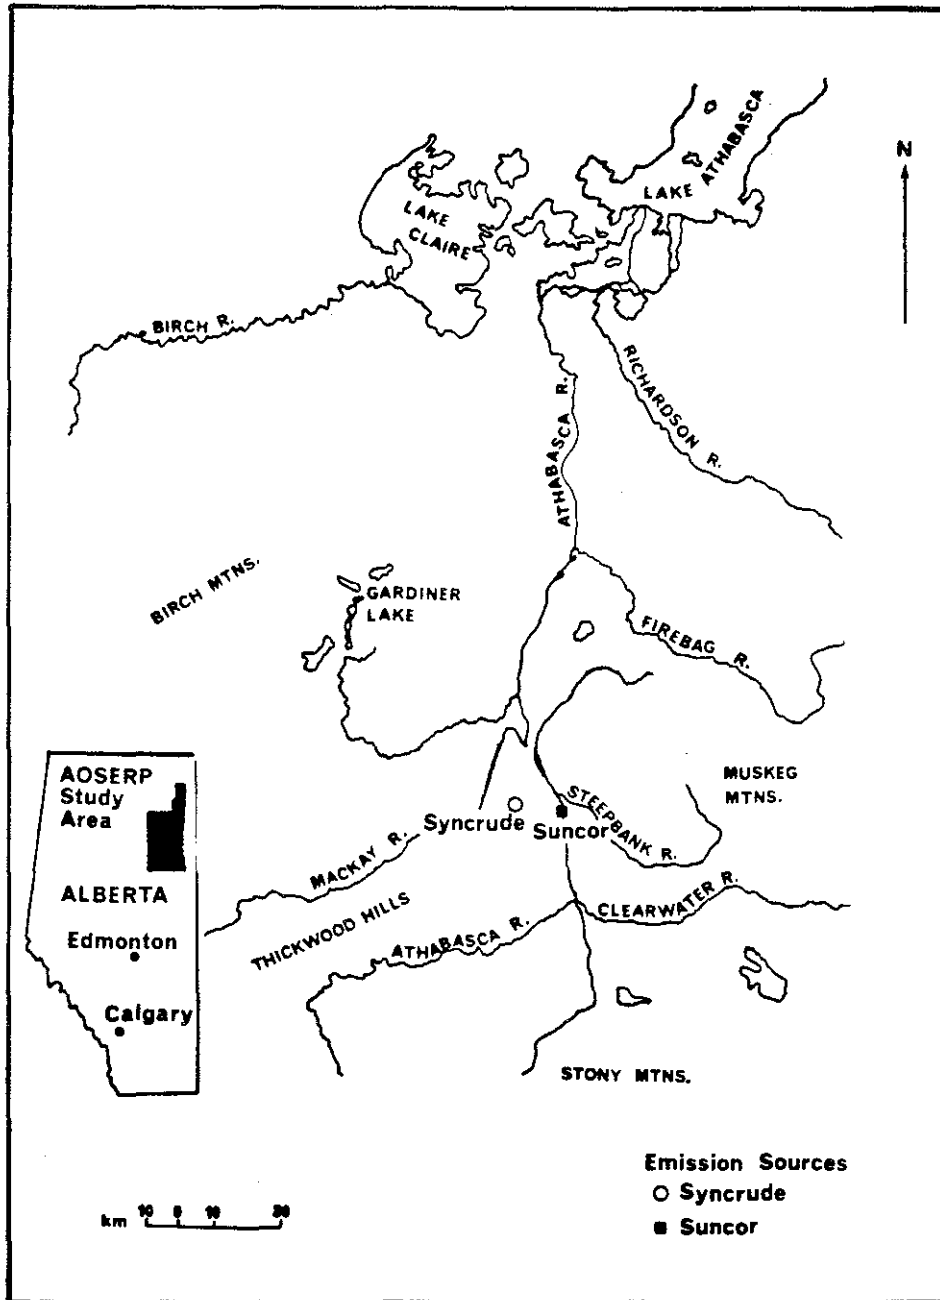 LAKE ATHABASCA
N
LAKE
CLAIRE
BIRCH R.
RICHARDSON R.
ATHABASCA R.
BIRCH MTNS.
GARDINER
LAKE
FIREBAG R.
MUSKEG
MTNS.
STEEPBANK R.
Syncrude
Suncor
MACKAY R.
THICKWOOD HILLS
ATHABASCA R.
CLEARWATER R.
STONY MTNS.
AOSERP
Study
Area
ALBERTA
Edmonton
Calgary
Emission Sources
Syncrude
Suncor
km 10 0 10 30